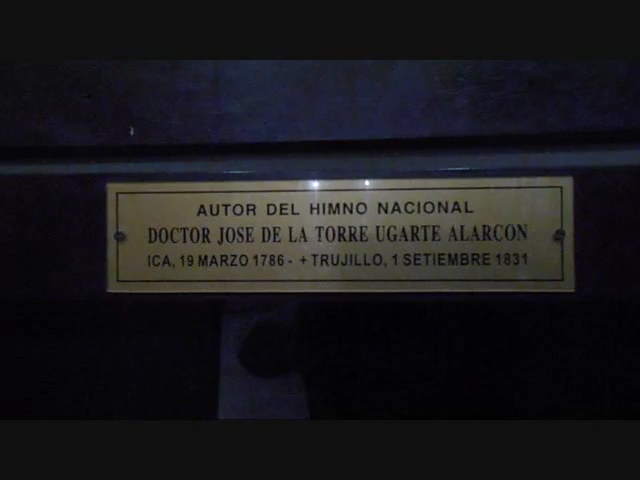 AUTOR DEL HIMNO NACIONAL
DOCTOR JOSE DE LA TORRE UGARTE ALARCON
ICA, 19 MARZO 1786 - + TRUJILLO, 1 SETIEMBRE 1831